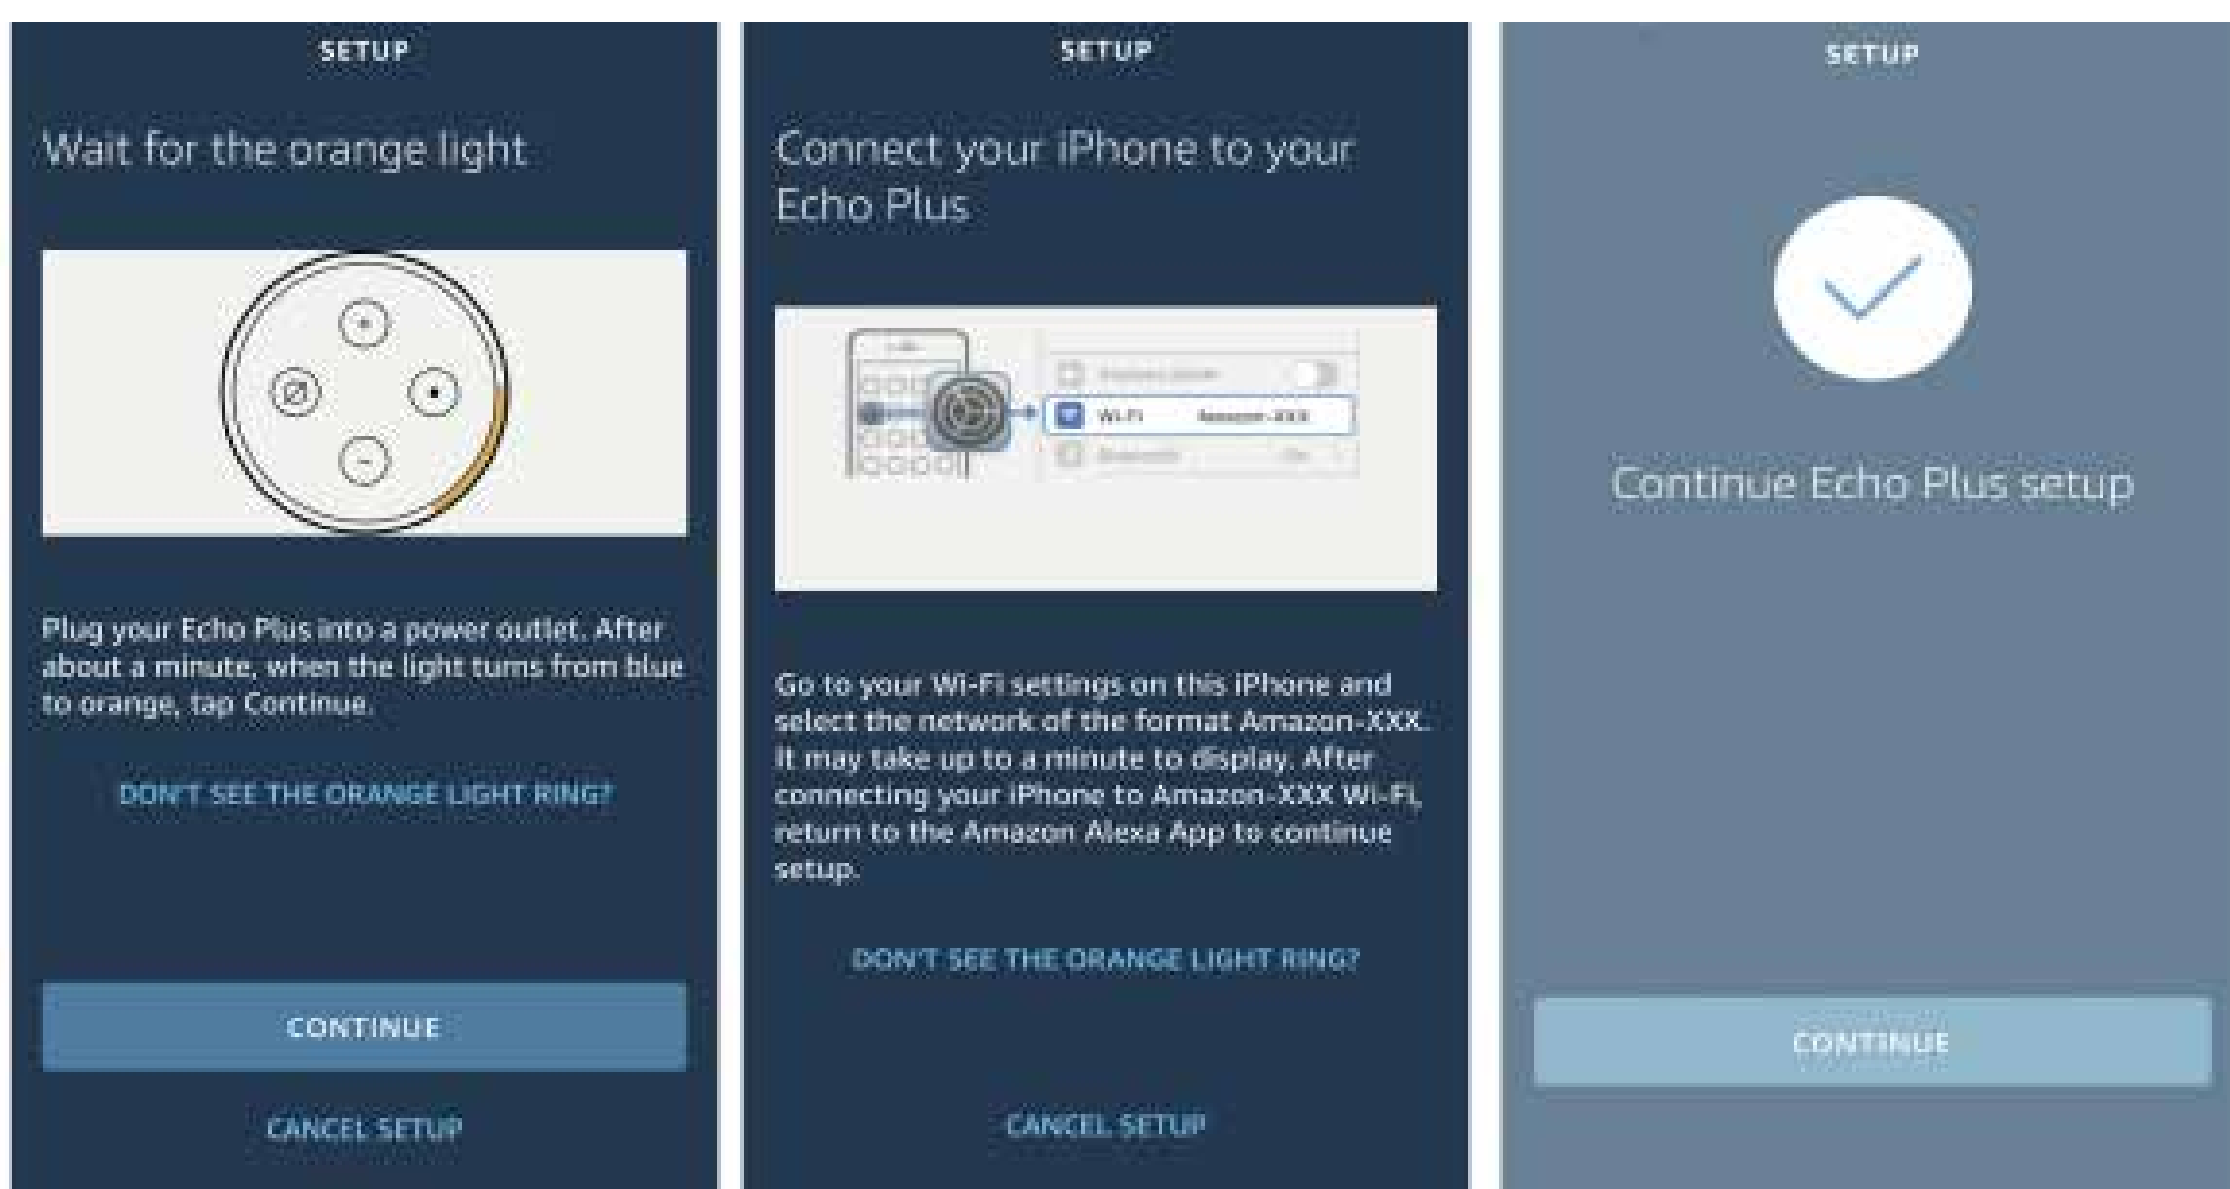 SETUP
Wait for the orange light
Plug your Echo Plus into a power outlet. After
about a minute, when the light turns from blue
to orange, tap Continue.
DON'T SEE THE ORANGE LIGHT RING?
CONTINUE
CANCEL SETUP
SETUP
Connect your iPhone to your
Echo Plus
Wi-Fi Amazon-XXX
Go to your Wi-Fi settings on this iPhone and
select the network of the format Amazon-XXX.
It may take up to a minute to display. After
connecting your iPhone to Amazon-XXX Wi-Fi,
return to the Amazon Alexa App to continue
setup.
DON'T SEE THE ORANGE LIGHT RING?
CANCEL SETUP
SETUP
Continue Echo Plus setup
CONTINUE